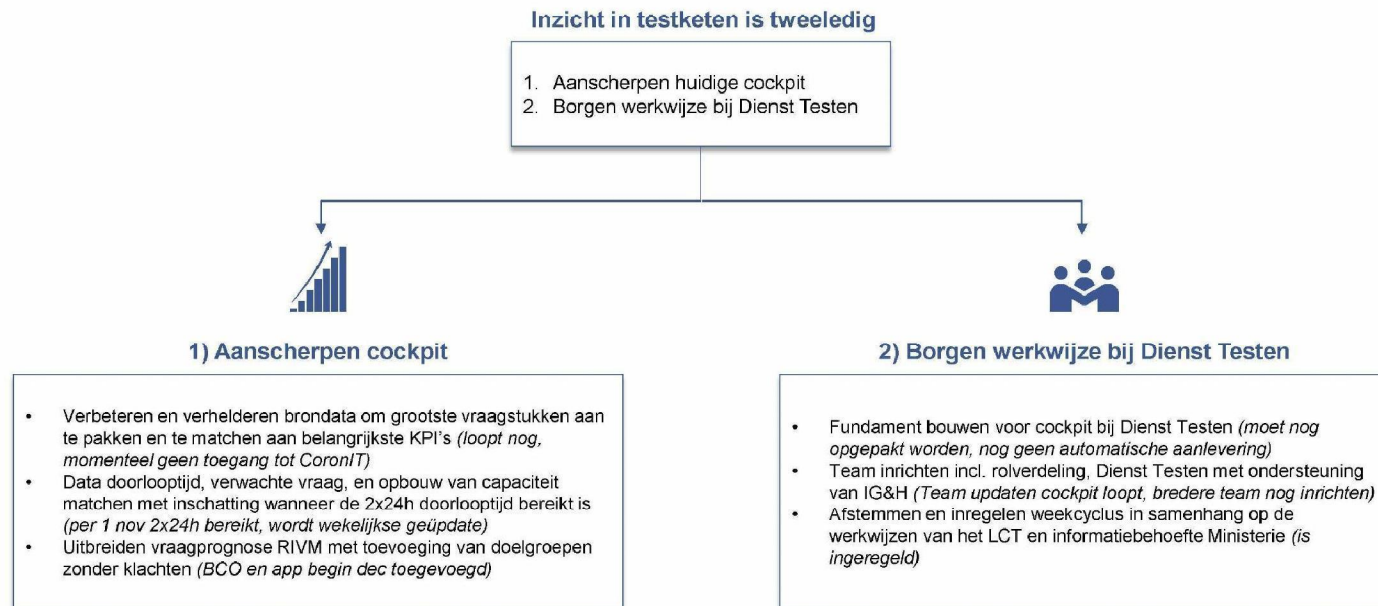 Inzicht in testketen is tweeledig
1. Aanscherpen huidige cockpit
2. Borgen werkwijze bij Dienst Testen
1) Aanscherpen cockpit
• Verbeteren en verhelderen brondata om grootste vraagstukken aan
te pakken en te matchen aan belangrijkste KPI's (loopt nog,
momenteel geen toegang tot CoronIT)
• Data doorlooptijd, verwachte vraag, en opbouw van capaciteit
matchen met inschatting wanneer de 2x24h doorlooptijd bereikt is
(per 1 nov 2x24h bereikt, wordt wekelijkse geüpdate)
• Uitbreiden vraagprognose RIVM met toevoeging van doelgroepen
zonder klachten (BCO en app begin dec toegevoegd)
2) Borgen werkwijze bij Dienst Testen
• Fundament bouwen voor cockpit bij Dienst Testen (moet nog
opgepakt worden, nog geen automatische aanlevering)
• Team inrichten incl. rolverdeling, Dienst Testen met ondersteuning
van IG&H (Team updaten cockpit loopt, bredere team nog inrichten)
• Afstemmen en inregelen weekcyclus in samenhang op de
werkwijzen van het LCT en informatiebehoefte Ministerie (is
ingeregeld)